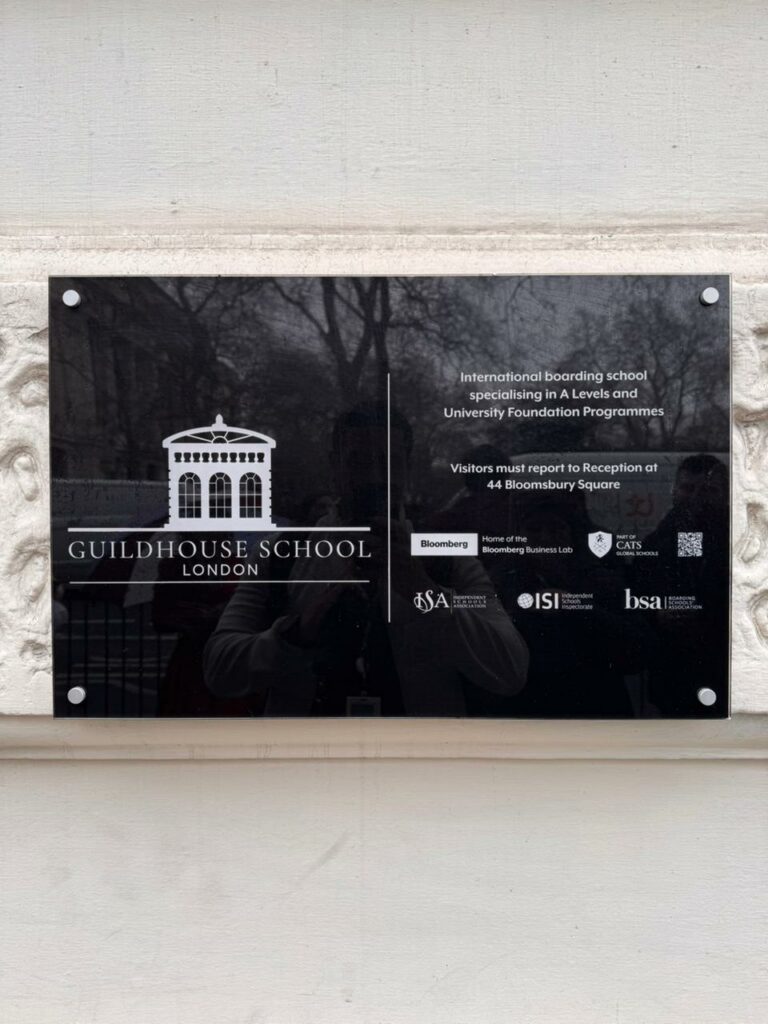 GUILDHOUSE SCHOOL
LONDON
International boarding school
specialising in A Levels and
University Foundation Programmes
Visitors must report to Reception at
44 Bloomsbury Square
Bloomberg
Home of the
Bloomberg Business Lab
PART OF
CATS
GLOBAL SCHOOLS
ISA
INDEPENDENT
SCHOOLS
ASSOCIATION
ISI
Independent
Schools
Inspectorate
bsa
BOARDING
SCHOOLS'
ASSOCIATION